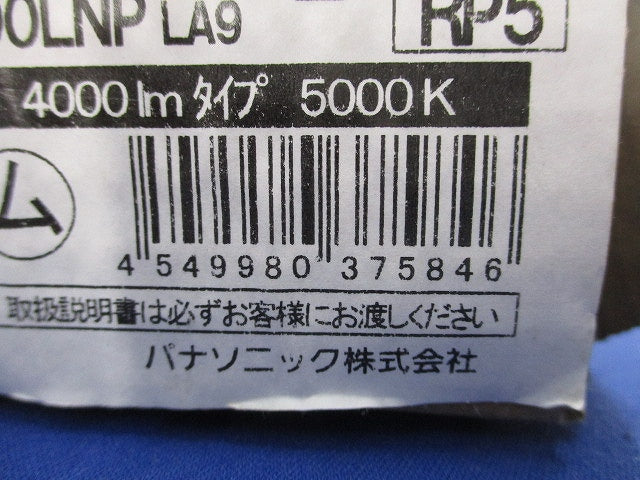 0LNP LA9
RP5
4000 lm タイプ 5000 K
ム
4 549980 375846
取扱説明書は必ずお客様にお渡しください
パナソニック株式会社